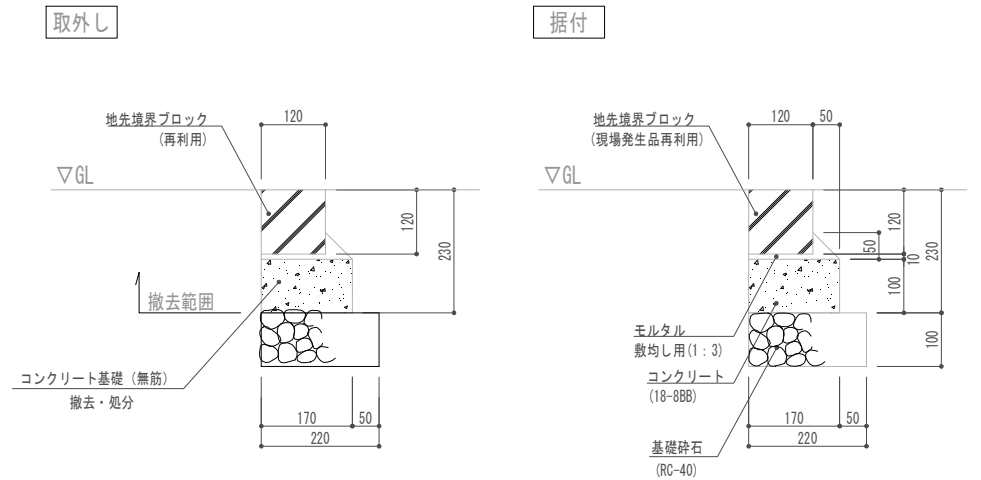 取外し
地先境界ブロック
(再利用)
120
▽GL
120
230
撤去範囲
コンクリート基礎 (無筋)
撤去・処分
170
50
220
据付
地先境界ブロック
(現場発生品再利用)
120
50
▽GL
120
50
10
230
100
100
モルタル
敷均し用(1:3)
コンクリート
(18-8BB)
170
50
220
基礎砕石
(RC-40)